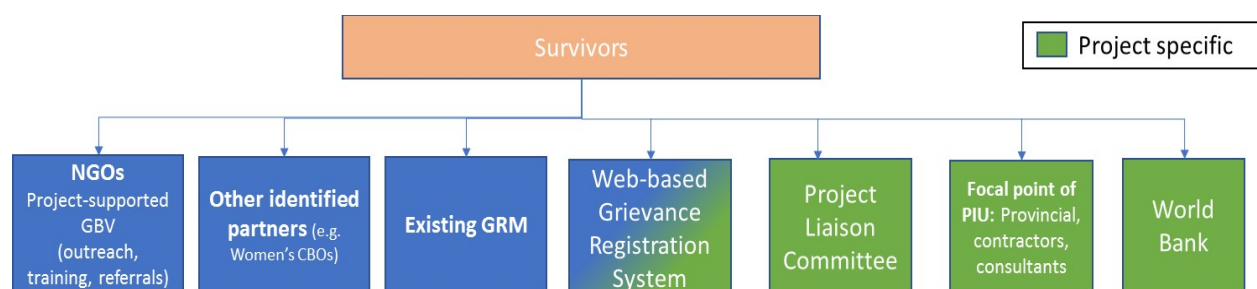 Survivors
Project specific
NGOs
Project-supported
GBV
(outreach,
training, referrals)
Other identified
partners (e.g.
Women's CBOs)
Existing GRM
Web-based
Grievance
Registration
System
Project
Liaison
Committee
Focal point of
PIU: Provincial,
contractors,
consultants
World
Bank